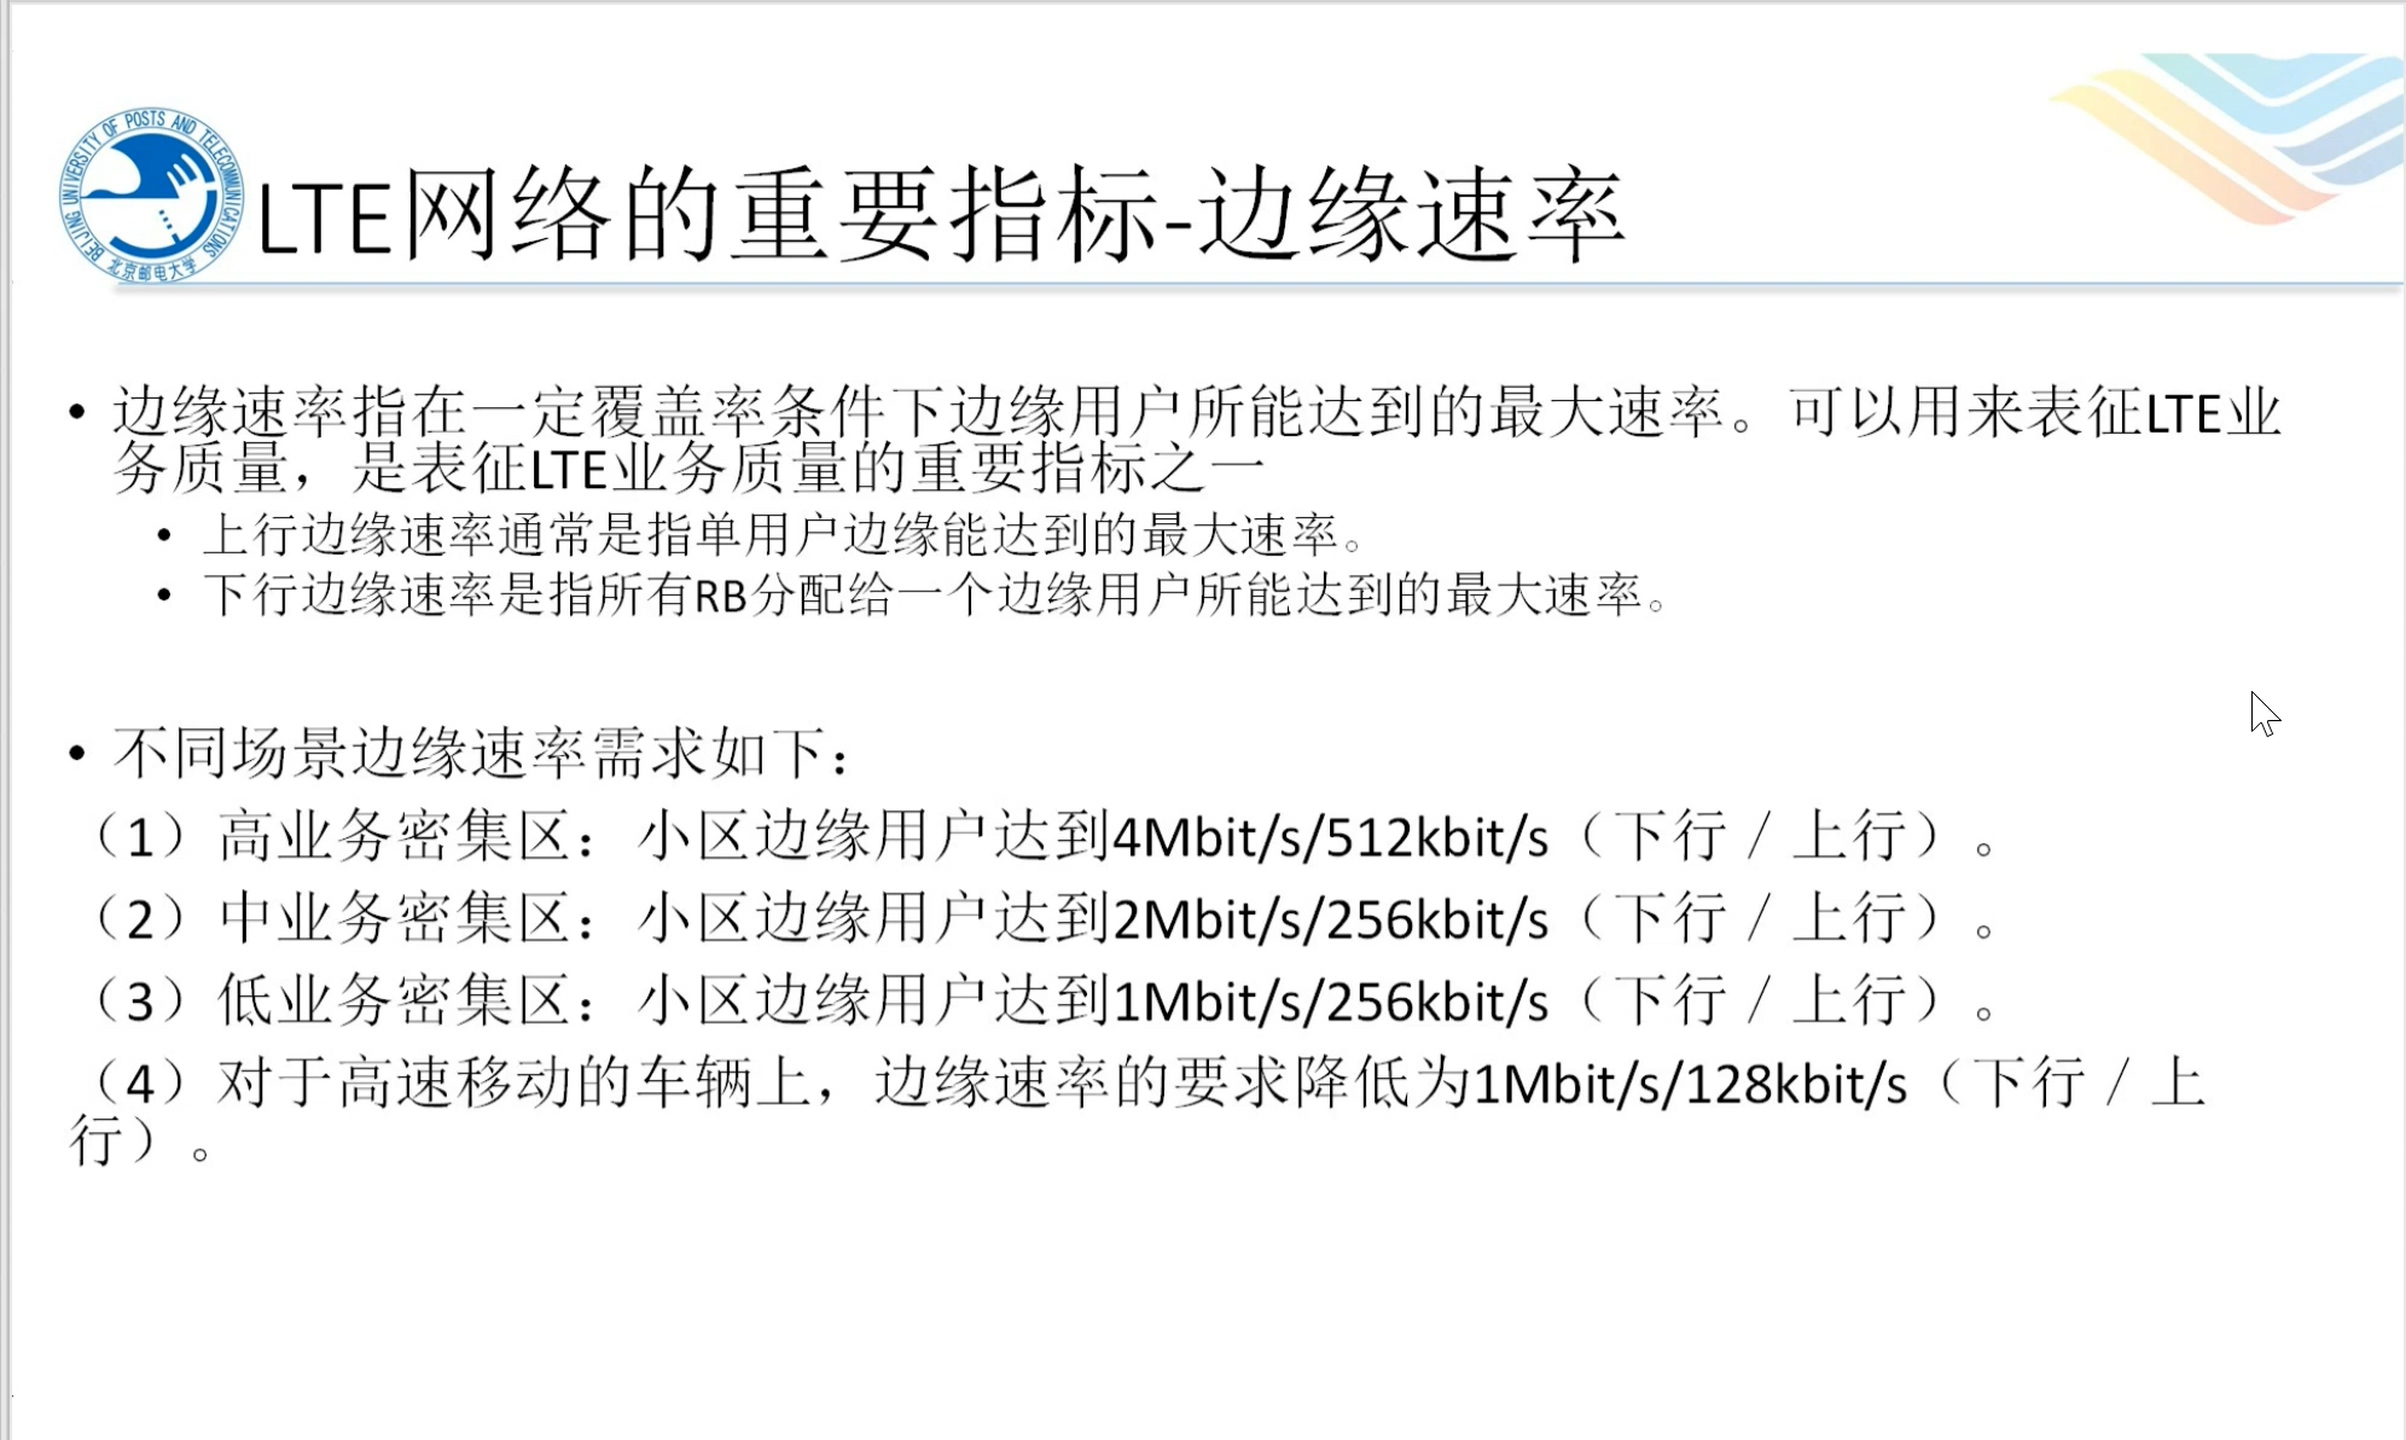 BEIJING UNIVERSITY OF POSTS AND TELECOMMUNICATIONS
北京邮电大学
LTE网络的重要指标-边缘速率
• 边缘速率指在一定覆盖率条件下边缘用户所能达到的最大速率。可以用来表征LTE业
务质量，是表征LTE业务质量的重要指标之一
• 上行边缘速率通常是指单用户边缘能达到的最大速率。
• 下行边缘速率是指所有RB分配给一个边缘用户所能达到的最大速率。
• 不同场景边缘速率需求如下：
（1）高业务密集区：小区边缘用户达到4Mbit/s/512kbit/s（下行／上行）。
（2）中业务密集区：小区边缘用户达到2Mbit/s/256kbit/s（下行／上行）。
（3）低业务密集区：小区边缘用户达到1Mbit/s/256kbit/s（下行／上行）。
（4）对于高速移动的车辆上，边缘速率的要求降低为1Mbit/s/128kbit/s（下行／上
行）。